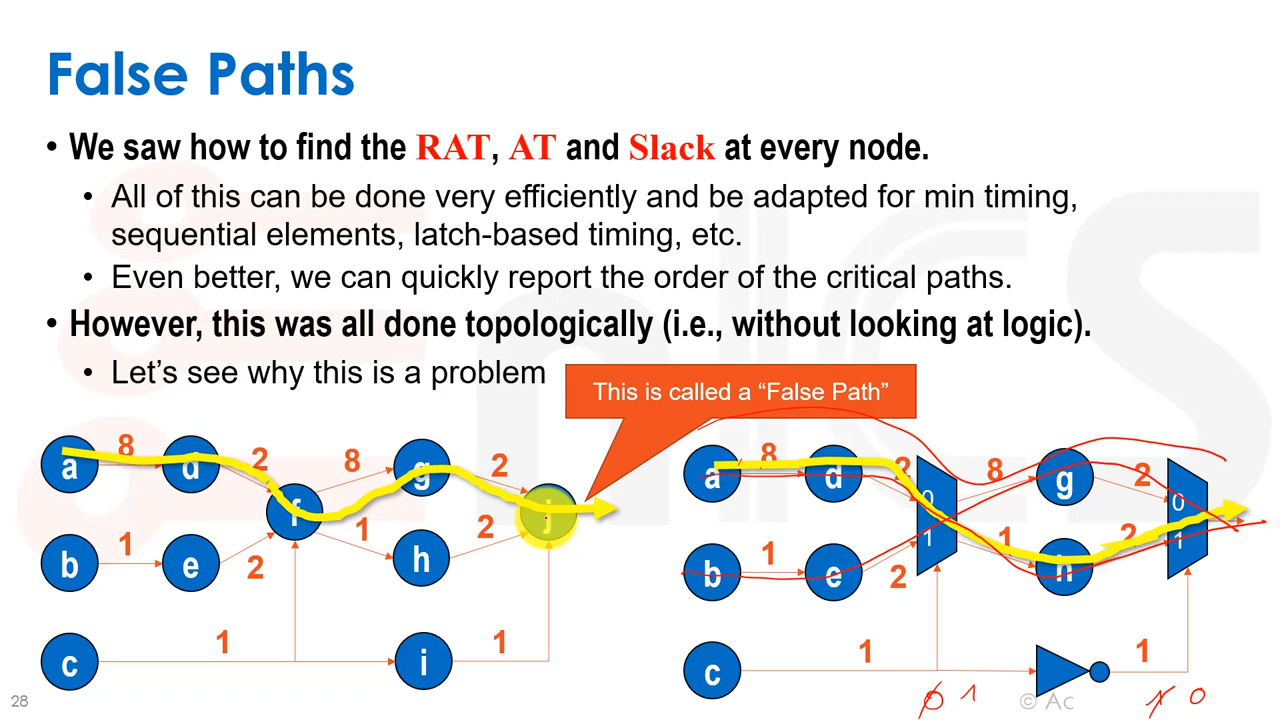 False Paths
• We saw how to find the RAT, AT and Slack at every node.
• All of this can be done very efficiently and be adapted for min timing,
sequential elements, latch-based timing, etc.
• Even better, we can quickly report the order of the critical paths.
• However, this was all done topologically (i.e., without looking at logic).
• Let's see why this is a problem
This is called a “False Path”
a 8 d 2 8 g 2
f j
b 1 e 2 1 h 2
c 1 i 1
a 8 d 2 0 8 g 2 0
b 1 e 2 1 1 h 2 1
c 1 1
0 1 1 0
28
© Ac